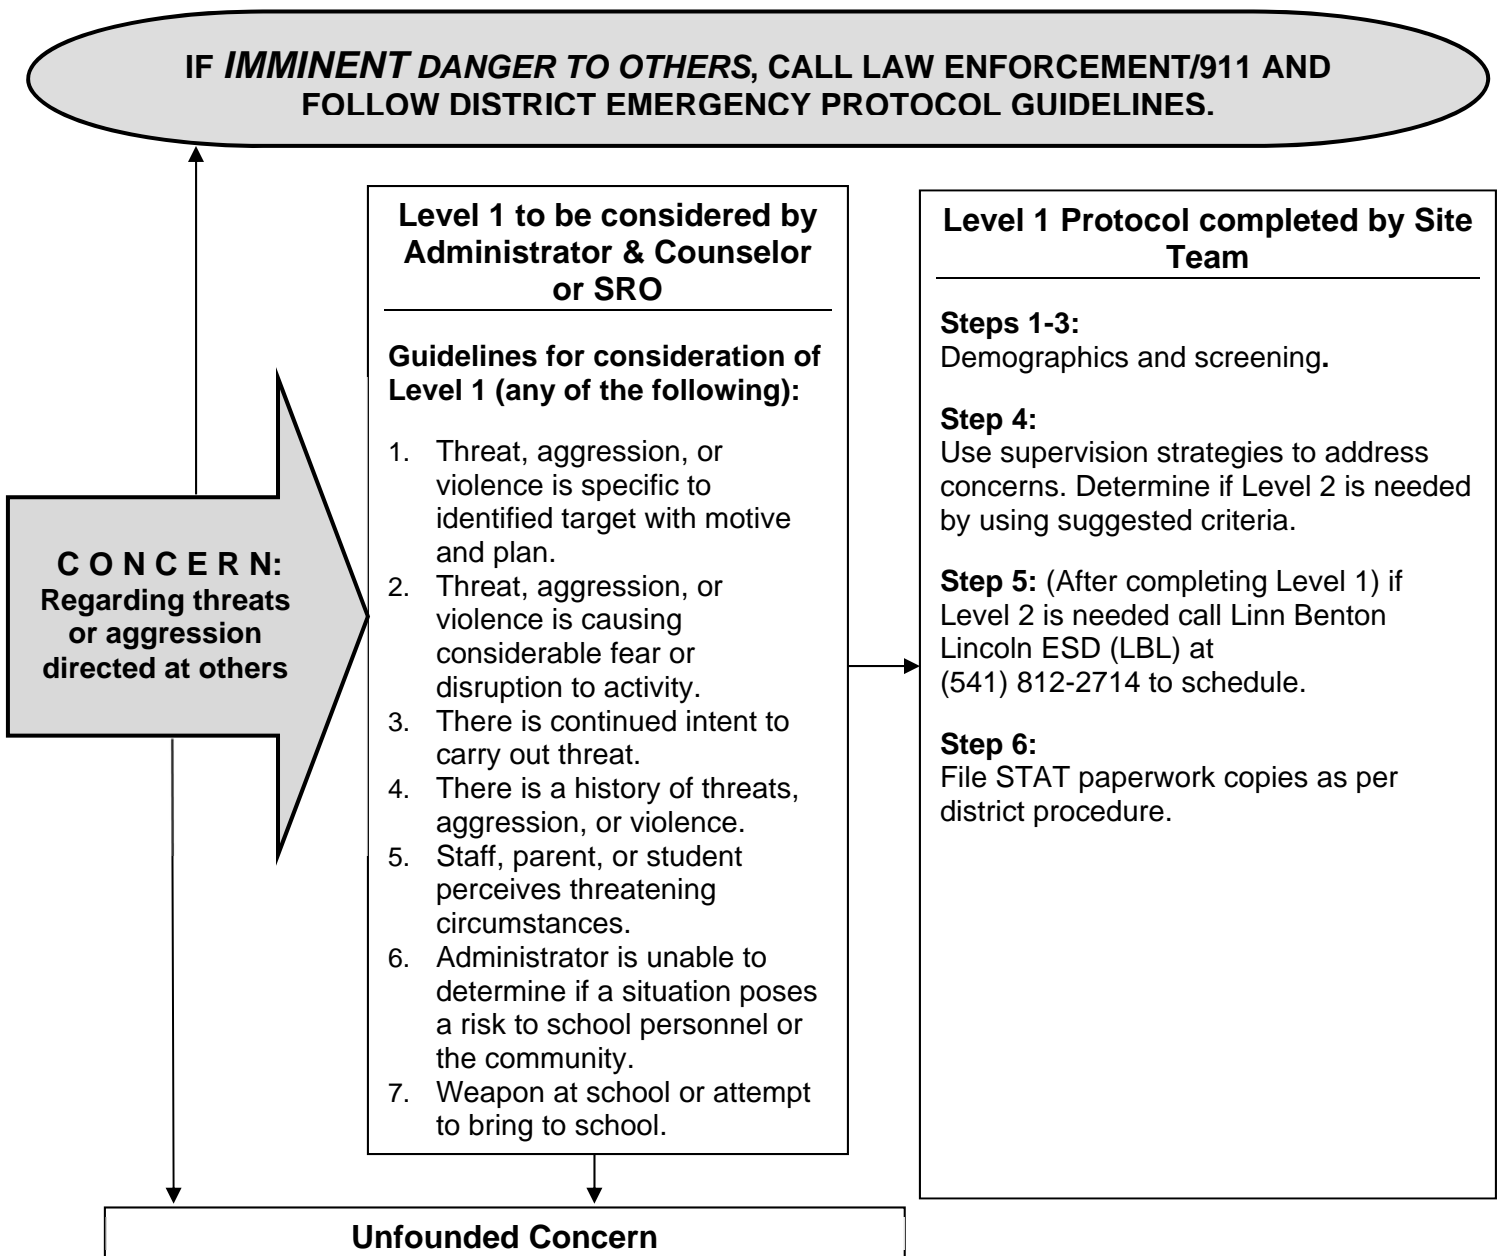 IF IMMINENT DANGER TO OTHERS, CALL LAW ENFORCEMENT/911 AND
FOLLOW DISTRICT EMERGENCY PROTOCOL GUIDELINES.
C O N C E R N:
Regarding threats
or aggression
directed at others
Level 1 to be considered by
Administrator & Counselor
or SRO
Guidelines for consideration of
Level 1 (any of the following):
1. Threat, aggression, or
violence is specific to
identified target with motive
and plan.
2. Threat, aggression, or
violence is causing
considerable fear or
disruption to activity.
3. There is continued intent to
carry out threat.
4. There is a history of threats,
aggression, or violence.
5. Staff, parent, or student
perceives threatening
circumstances.
6. Administrator is unable to
determine if a situation poses
a risk to school personnel or
the community.
7. Weapon at school or attempt
to bring to school.
Level 1 Protocol completed by Site
Team
Steps 1-3:
Demographics and screening.
Step 4:
Use supervision strategies to address
concerns. Determine if Level 2 is needed
by using suggested criteria.
Step 5: (After completing Level 1) if
Level 2 is needed call Linn Benton
Lincoln ESD (LBL) at
(541) 812-2714 to schedule.
Step 6:
File STAT paperwork copies as per
district procedure.
Unfounded Concern